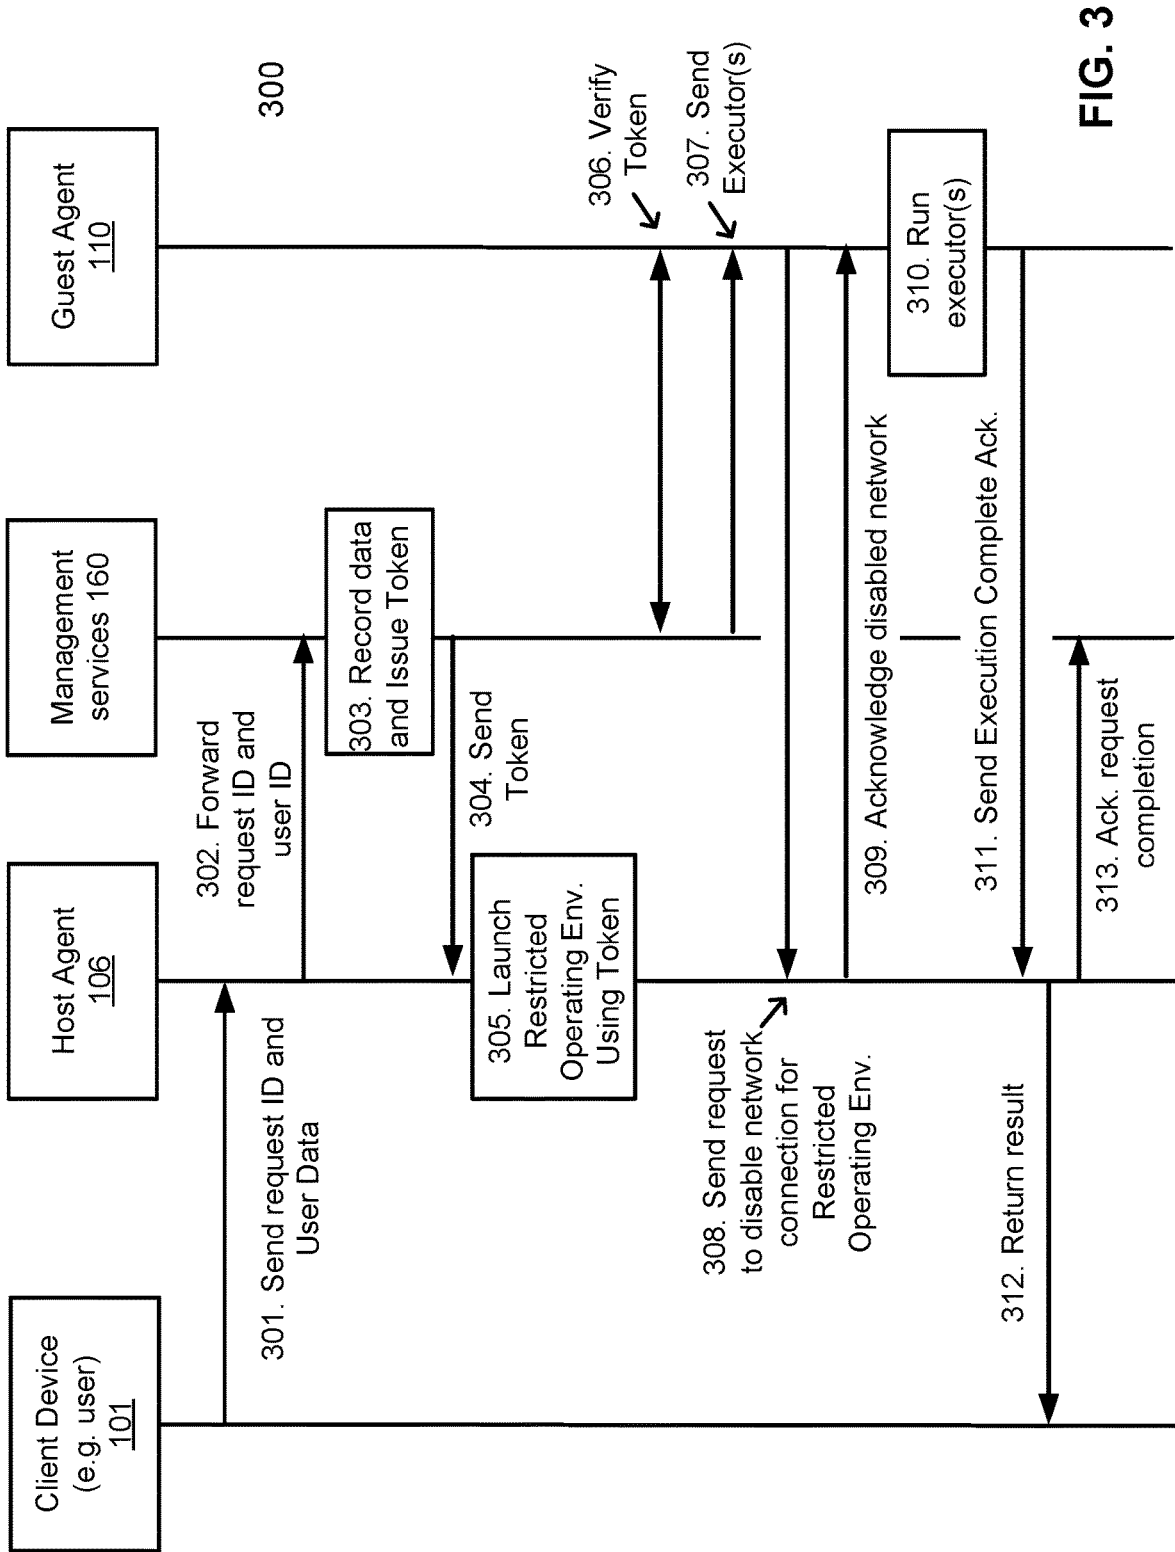 Client Device
(e.g. user)
101
Host Agent
106
Management
services 160
Guest Agent
110
300
301. Send request ID and
User Data
302. Forward
request ID and
user ID
303. Record data
and Issue Token
304. Send
Token
305. Launch
Restricted
Operating Env.
Using Token
306. Verify
Token
307. Send
Executor(s)
308. Send request
to disable network
connection for
Restricted
Operating Env.
309. Acknowledge disabled network
310. Run
executor(s)
311. Send Execution Complete Ack.
312. Return result
313. Ack. request
completion
FIG. 3